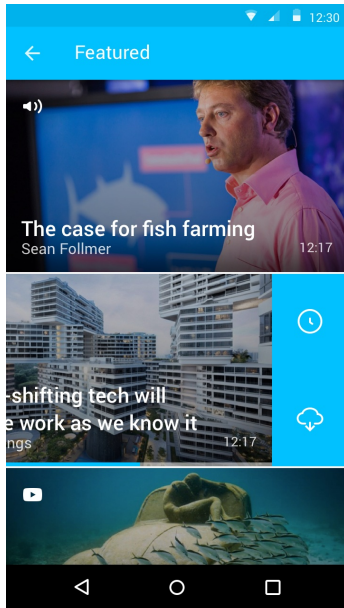 12:30
Featured
The case for fish farming
Sean Follmer
12:17
-shifting tech will
e work as we know it
ngs
12:17